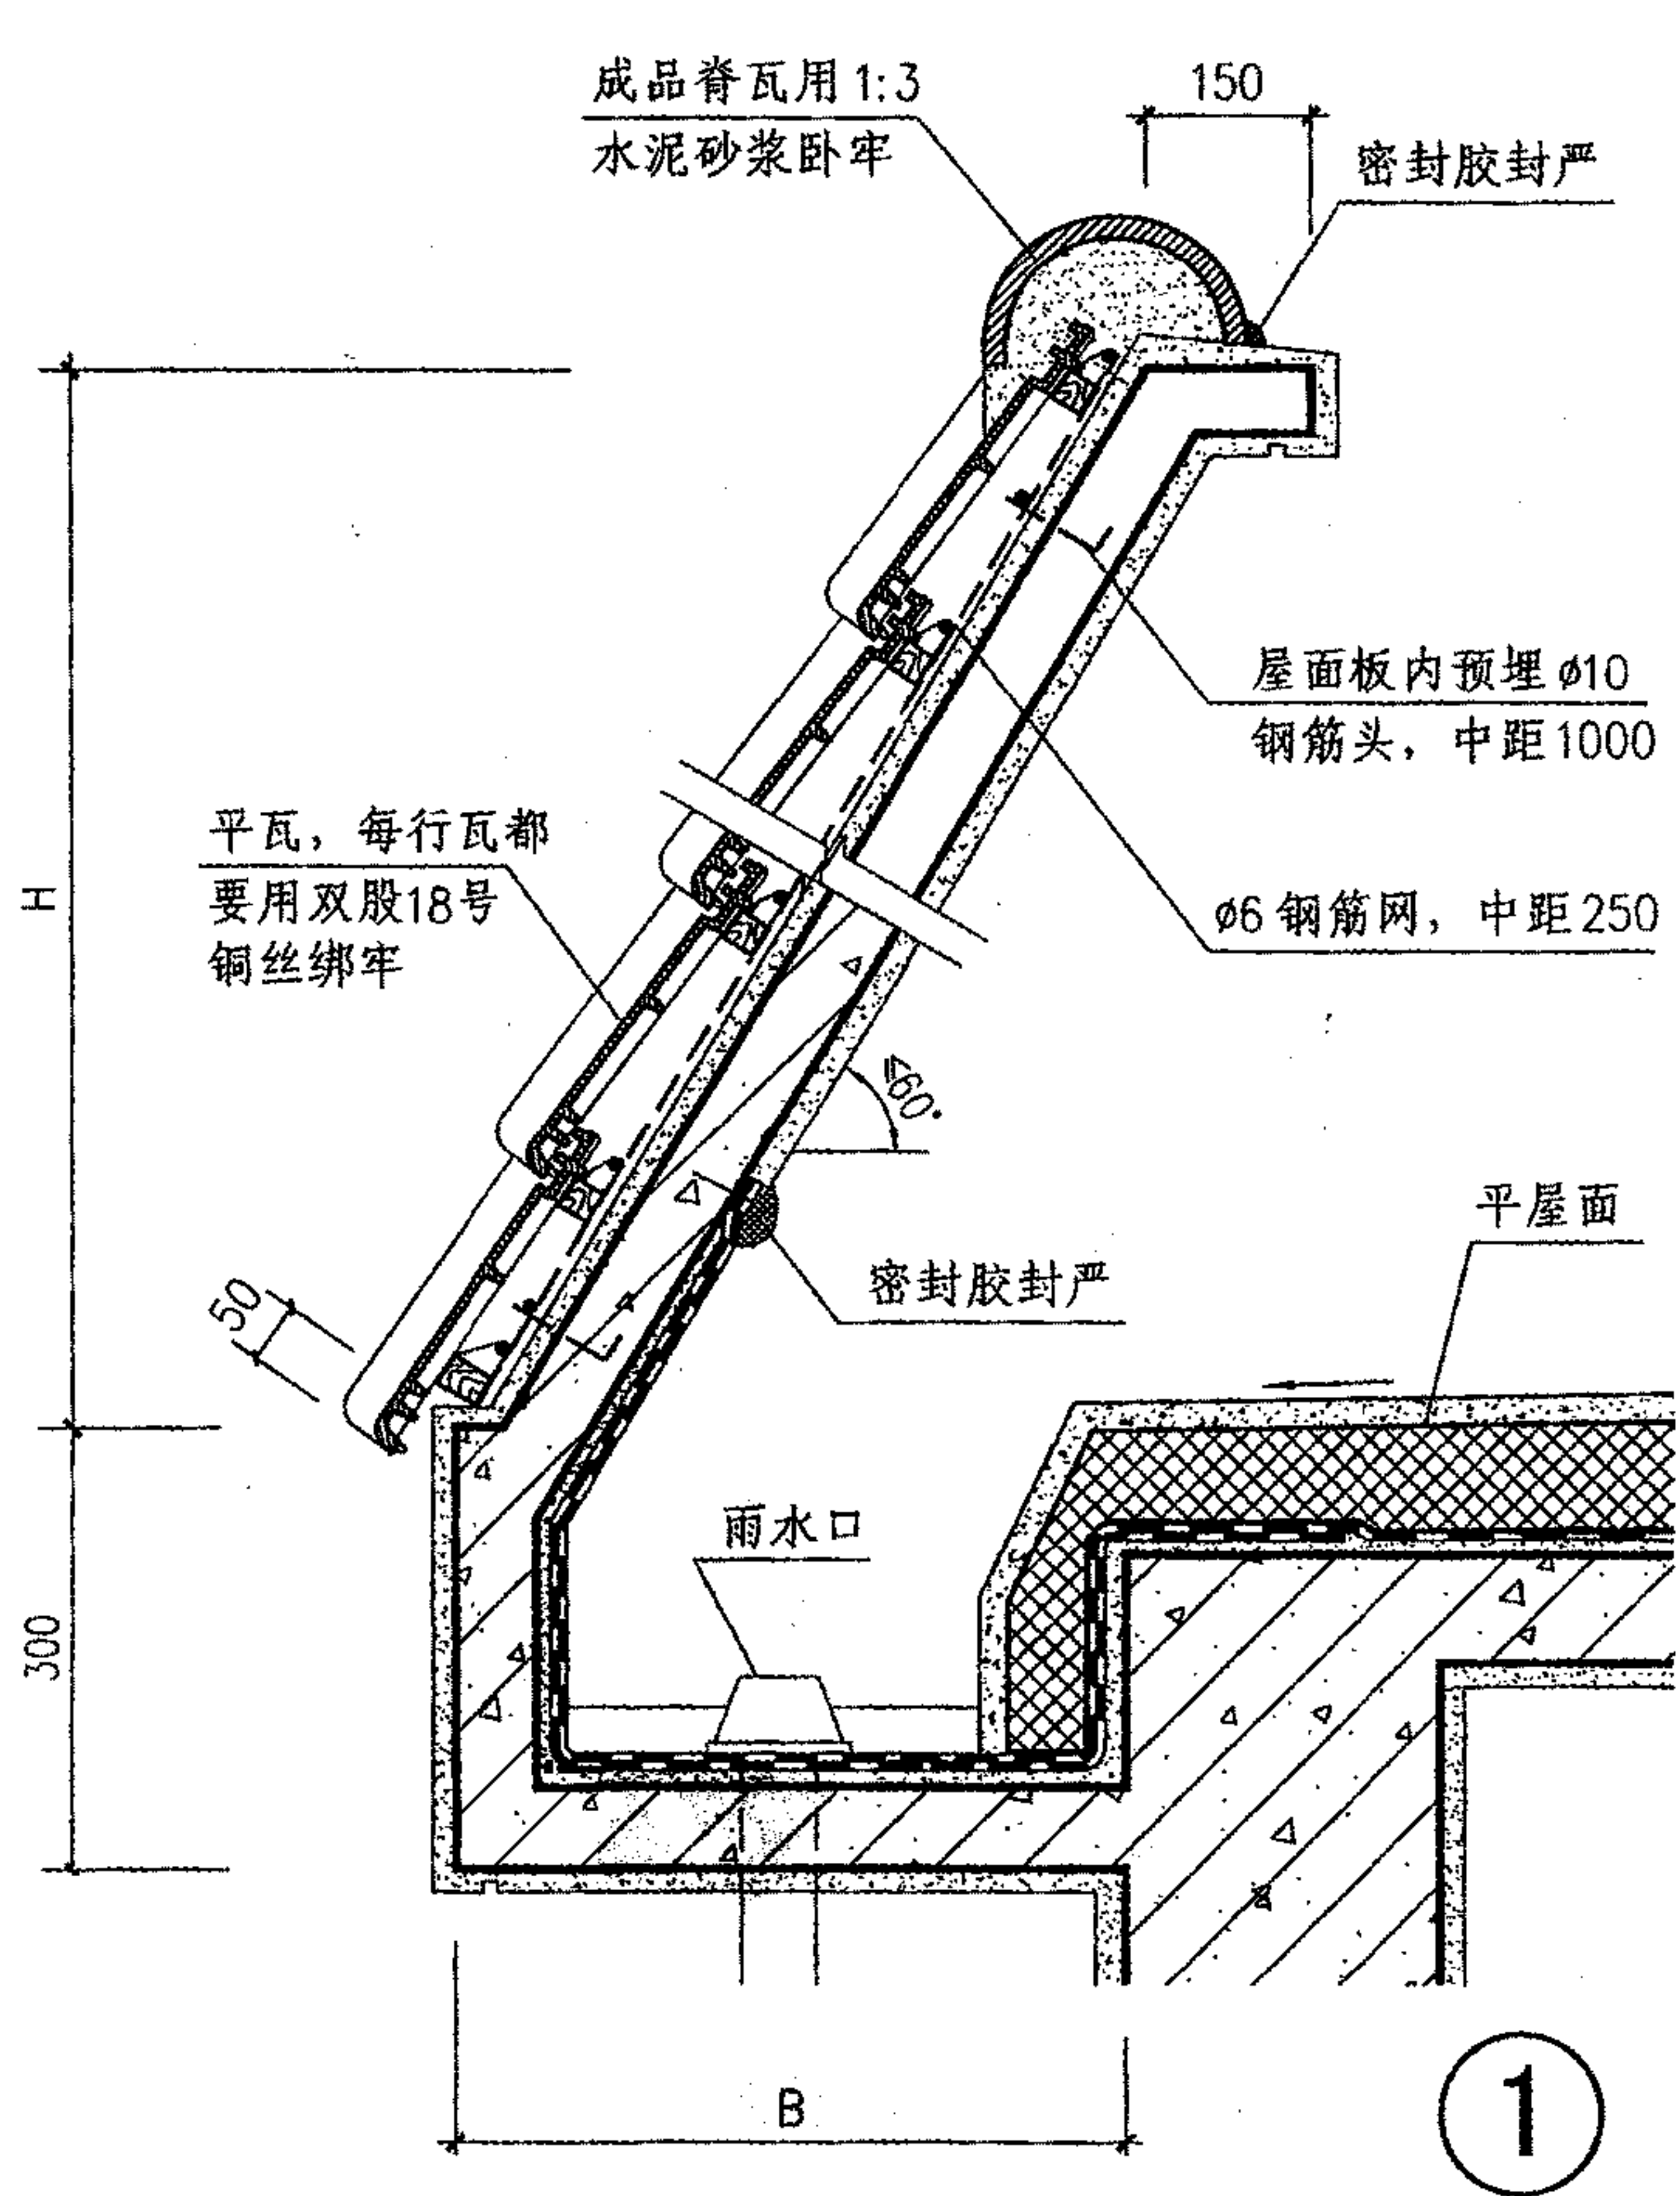 成品脊瓦用1:3
水泥砂浆卧牢
150
密封胶封严
屋面板内预埋ø10
钢筋头，中距1000
平瓦，每行瓦都
要用双股18号
铜丝绑牢
H
ø6钢筋网，中距250
≤60°
平屋面
密封胶封严
50
雨水口
300
B
1